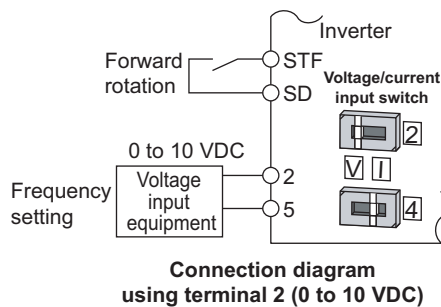 Inverter
Forward
rotation
STF
SD
Voltage/current
input switch
2
V I
4
0 to 10 VDC
Frequency
setting
Voltage
input
equipment
2
5
Connection diagram
using terminal 2 (0 to 10 VDC)